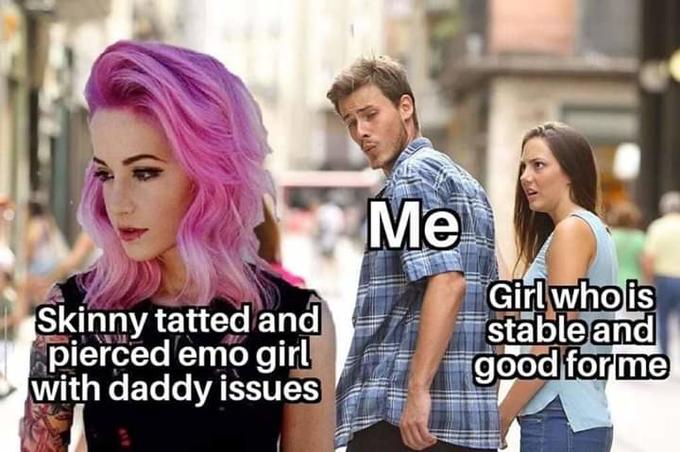 Me
Skinny tatted and
pierced emo girl
with daddy issues
Girl who is
stable and
good for me